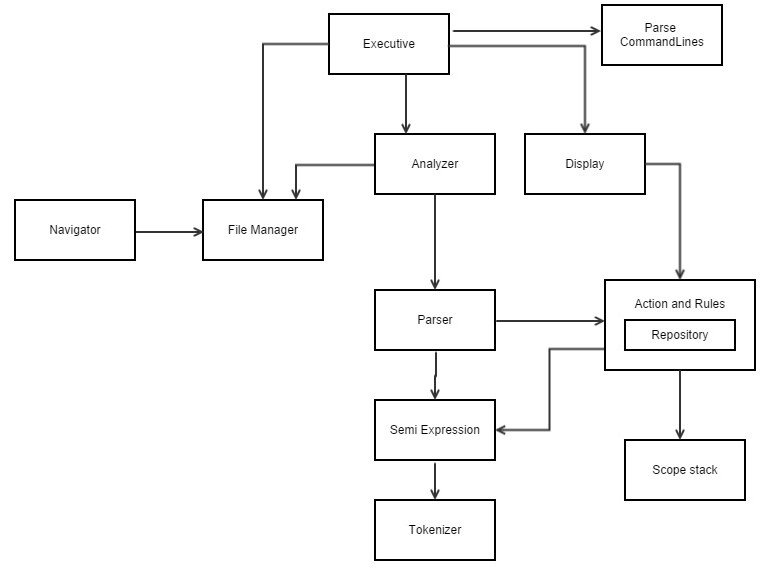 Executive
Parse
CommandLines
Analyzer
Display
Navigator
File Manager
Parser
Action and Rules
Repository
Semi Expression
Scope stack
Tokenizer